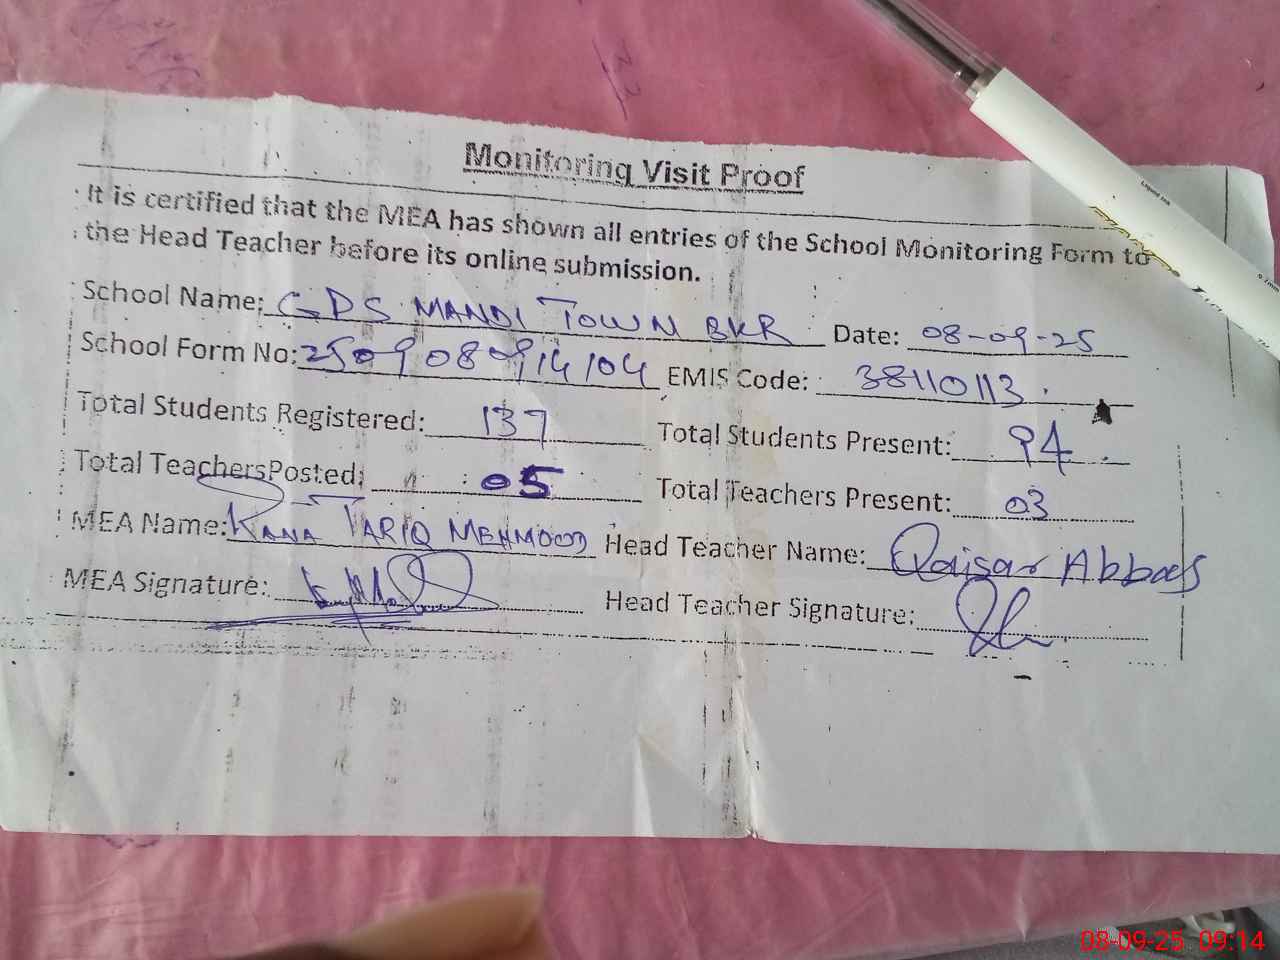 Monitoring Visit Proof
It is certified that the MEA has shown all entries of the School Monitoring Form to
the Head Teacher before its online submission.
School Name: GPS MANDI TOWN BKR Date: 08-09-25
School Form No: 2509080914104 EMIS Code: 38110113.
Total Students Registered: 137 Total Students Present: 94
Total TeachersPosted: 05 Total Teachers Present: 03
MEA Name: RANA TARIQ MEHMOOD Head Teacher Name: Qaisar Abbas
MEA Signature: Head Teacher Signature:
08-09-25 09:14